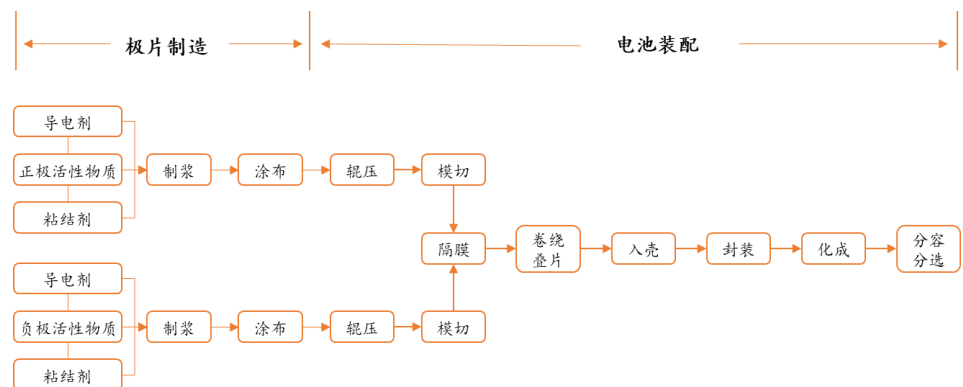 极片制造
电池装配
导电剂
正极活性物质
粘结剂
制浆
涂布
辊压
模切
隔膜
卷绕
叠片
入壳
封装
化成
分容
分选
导电剂
负极活性物质
粘结剂
制浆
涂布
辊压
模切